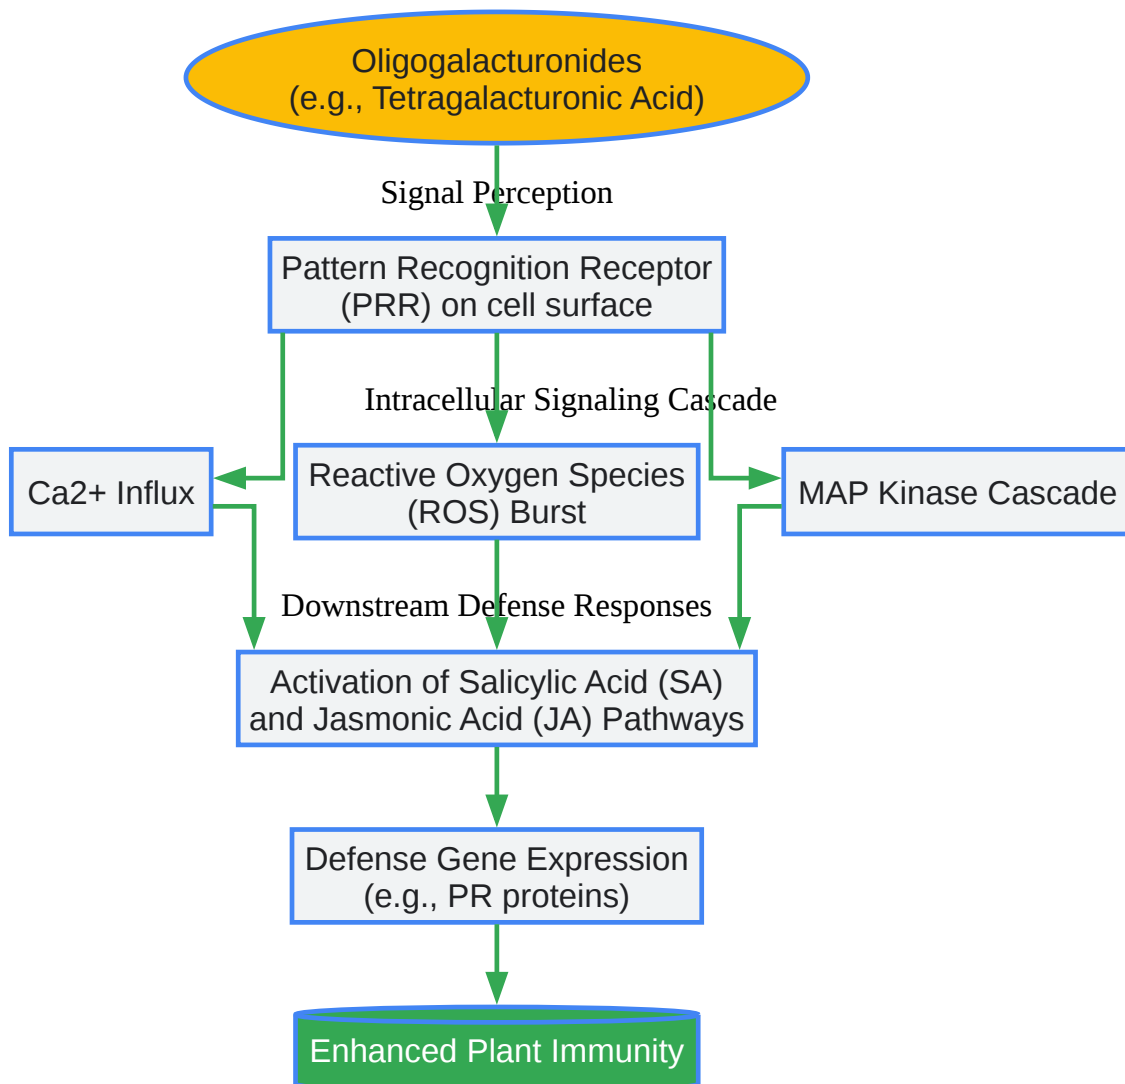 Oligogalacturonides
(e.g., Tetragalacturonic Acid)
Signal Perception
Pattern Recognition Receptor
(PRR) on cell surface
Intracellular Signaling Cascade
Ca2+ Influx
Reactive Oxygen Species
(ROS) Burst
MAP Kinase Cascade
Downstream Defense Responses
Activation of Salicylic Acid (SA)
and Jasmonic Acid (JA) Pathways
Defense Gene Expression
(e.g., PR proteins)
Enhanced Plant Immunity